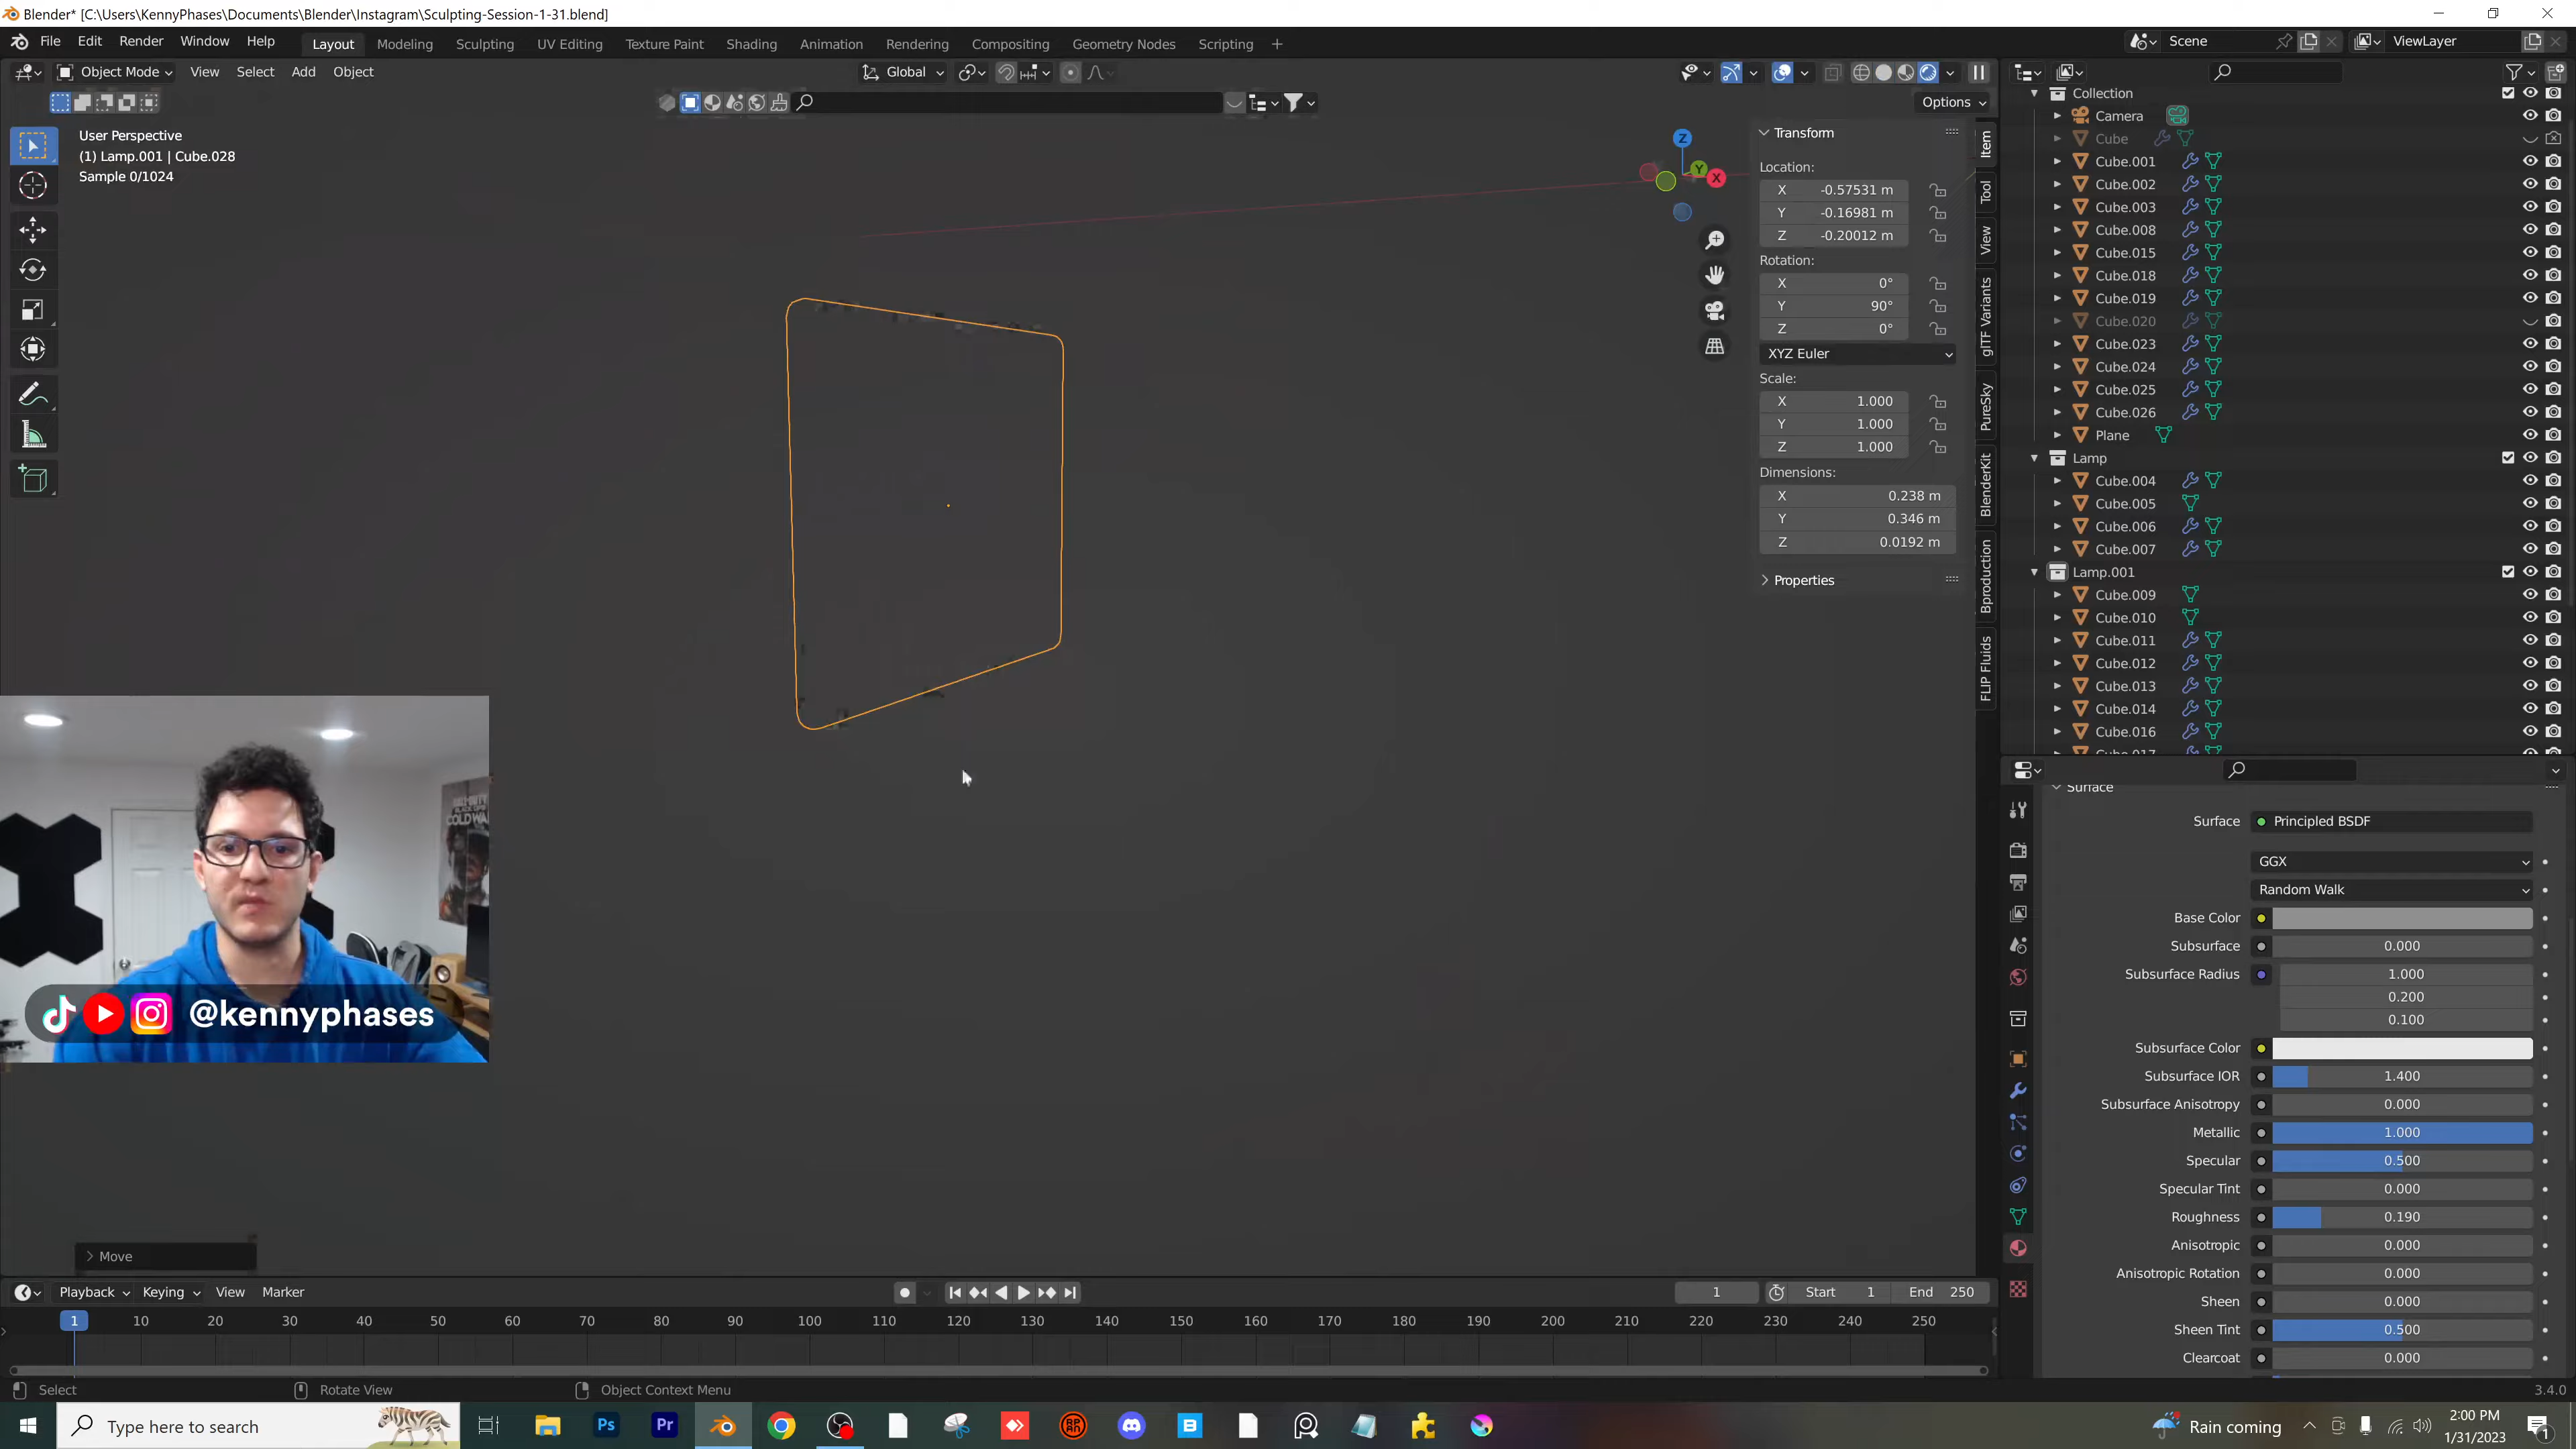 Blender* [C:\Users\KennyPhases\Documents\Blender\Instagram\Sculpting-Session-1-31.blend]
File Edit Render Window Help Layout Modeling Sculpting UV Editing Texture Paint Shading Animation Rendering Compositing Geometry Nodes Scripting + Scene ViewLayer
Object Mode View Select Add Object Global
Options
User Perspective
(1) Lamp.001 | Cube.028
Sample 0/1024
Z
Y
X
Transform
Location:
X -0.57531 m
Y -0.16981 m
Z -0.20012 m
Rotation:
X 0°
Y 90°
Z 0°
XYZ Euler
Scale:
X 1.000
Y 1.000
Z 1.000
Dimensions:
X 0.238 m
Y 0.346 m
Z 0.0192 m
Properties
Item
Tool
View
glTF Variants
PureSky
BlenderKit
Bproduction
FLIP Fluids
Collection
Camera
Cube
Cube.001
Cube.002
Cube.003
Cube.008
Cube.015
Cube.018
Cube.019
Cube.020
Cube.023
Cube.024
Cube.025
Cube.026
Plane
Lamp
Cube.004
Cube.005
Cube.006
Cube.007
Lamp.001
Cube.009
Cube.010
Cube.011
Cube.012
Cube.013
Cube.014
Cube.016
Cube.017
Surface
Surface Principled BSDF
GGX
Random Walk
Base Color
Subsurface 0.000
Subsurface Radius 1.000
0.200
0.100
Subsurface Color
Subsurface IOR 1.400
Subsurface Anisotropy 0.000
Metallic 1.000
Specular 0.500
Specular Tint 0.000
Roughness 0.190
Anisotropic 0.000
Anisotropic Rotation 0.000
Sheen 0.000
Sheen Tint 0.500
Clearcoat 0.000
COLD WAR
@kennyphases
Move
Playback Keying View Marker 1 Start 1 End 250
1 10 20 30 40 50 60 70 80 90 100 110 120 130 140 150 160 170 180 190 200 210 220 230 240 250
Select Rotate View Object Context Menu 3.4.0
Type here to search Ps Pr B Rain coming 2:00 PM
1/31/2023
1